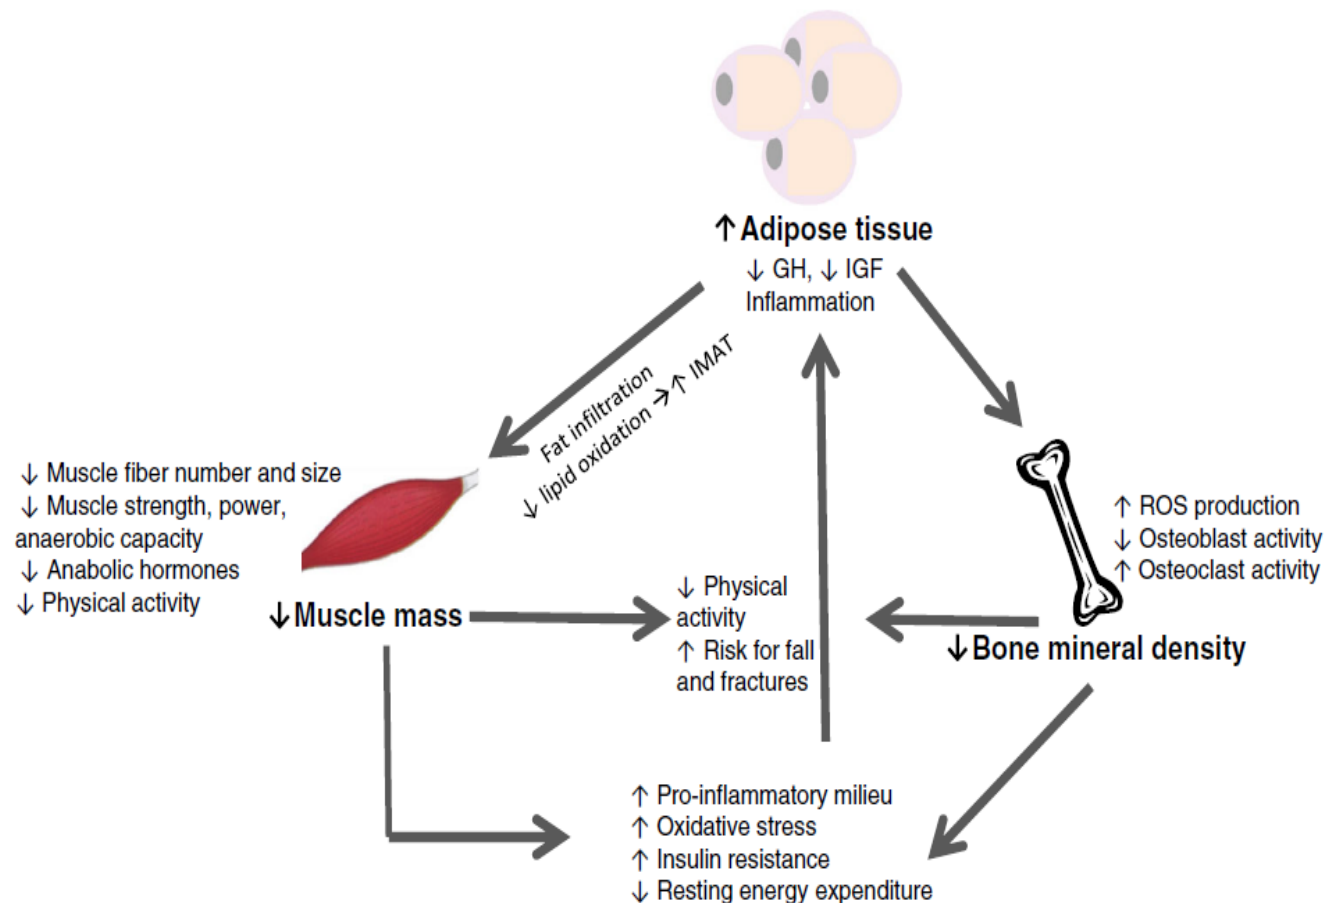 ↑ Adipose tissue
↓ GH, ↓ IGF
Inflammation
Fat infiltration
↓ lipid oxidation → ↑ IMAT
↓ Muscle fiber number and size
↓ Muscle strength, power,
anaerobic capacity
↓ Anabolic hormones
↓ Physical activity
↓ Muscle mass
↓ Physical
activity
↑ Risk for fall
and fractures
↑ ROS production
↓ Osteoblast activity
↑ Osteoclast activity
↓ Bone mineral density
↑ Pro-inflammatory milieu
↑ Oxidative stress
↑ Insulin resistance
↓ Resting energy expenditure